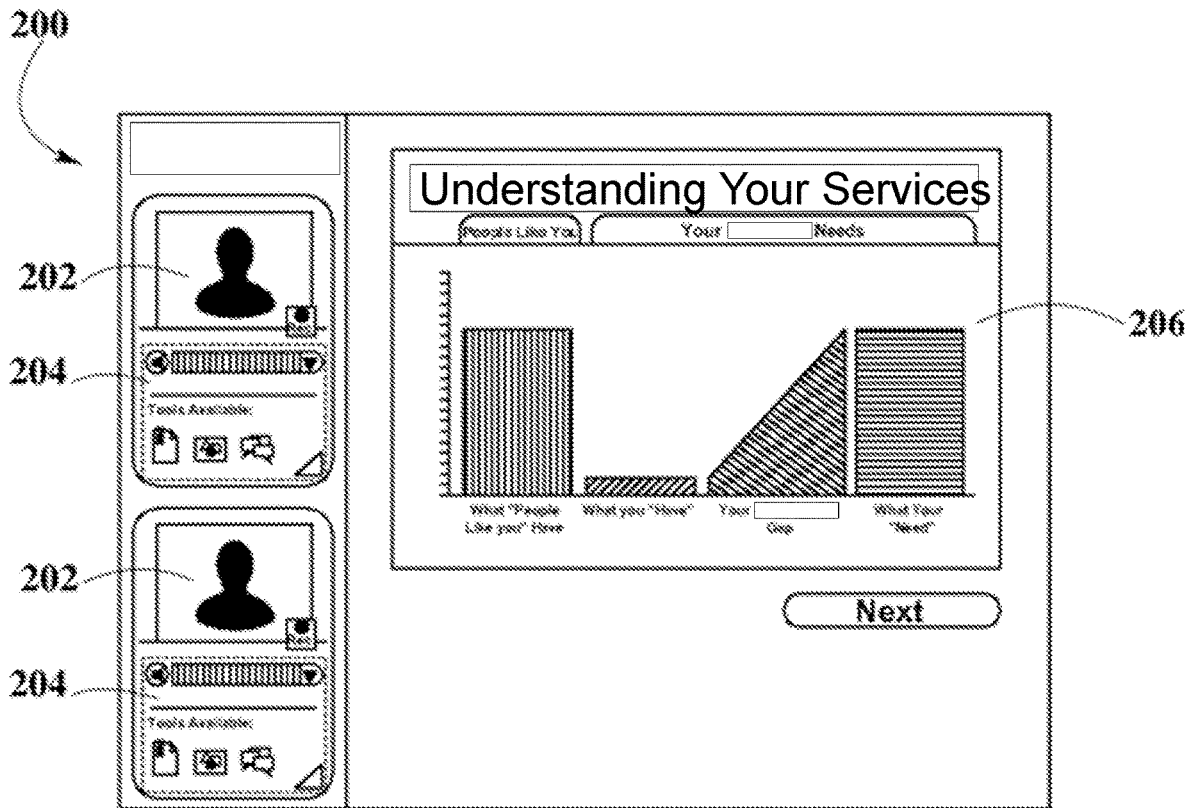 200
Understanding Your Services
People Like You
Your Needs
202
206
204
Tools Available:
What "People
Like you" Have
What you "Have"
Your
Gap
What Your
"Need"
202
Next
204
Tools Available: